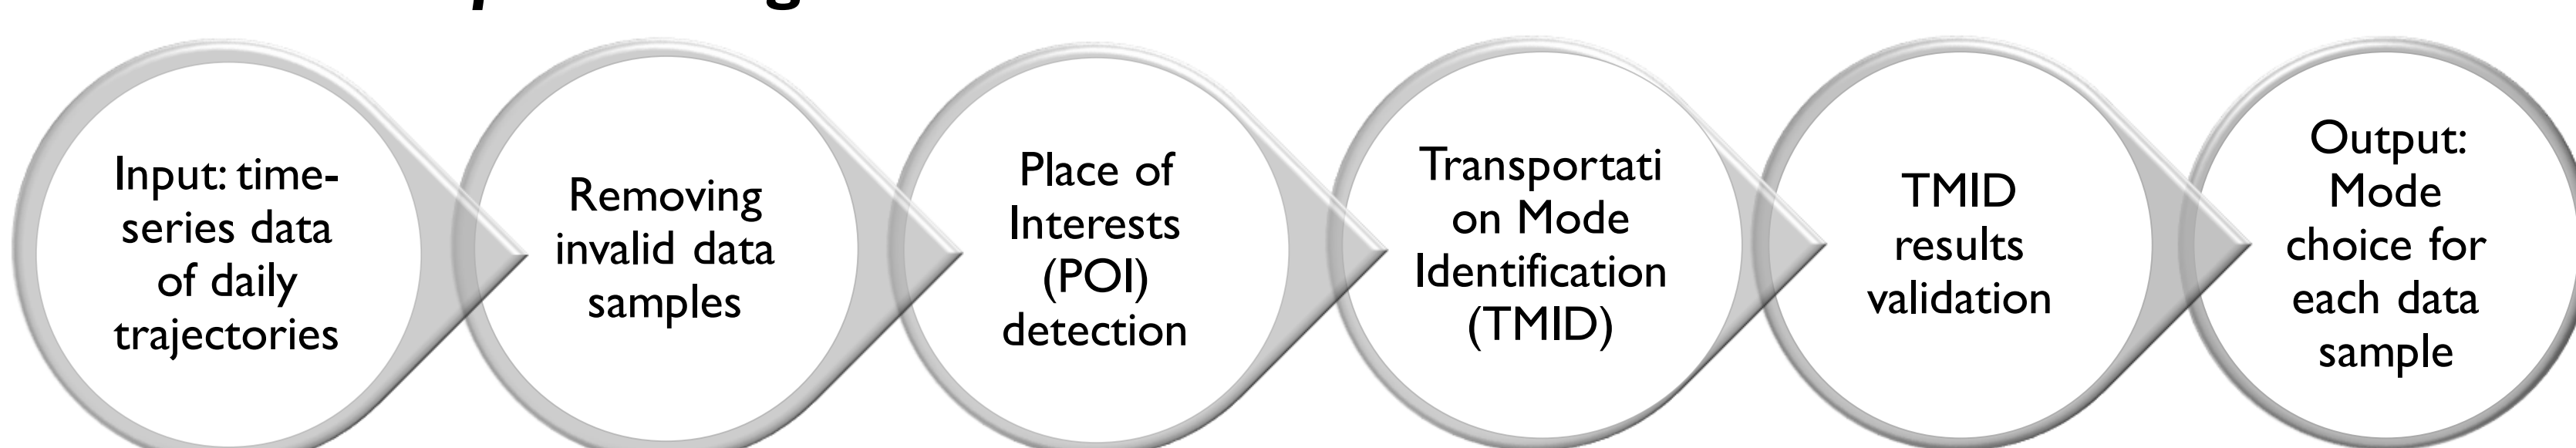 Input: time-
series data
of daily
trajectories
Removing
invalid data
samples
Place of
Interests
(POI)
detection
Transportati
on Mode
Identification
(TMID)
TMID
results
validation
Output:
Mode
choice for
each data
sample